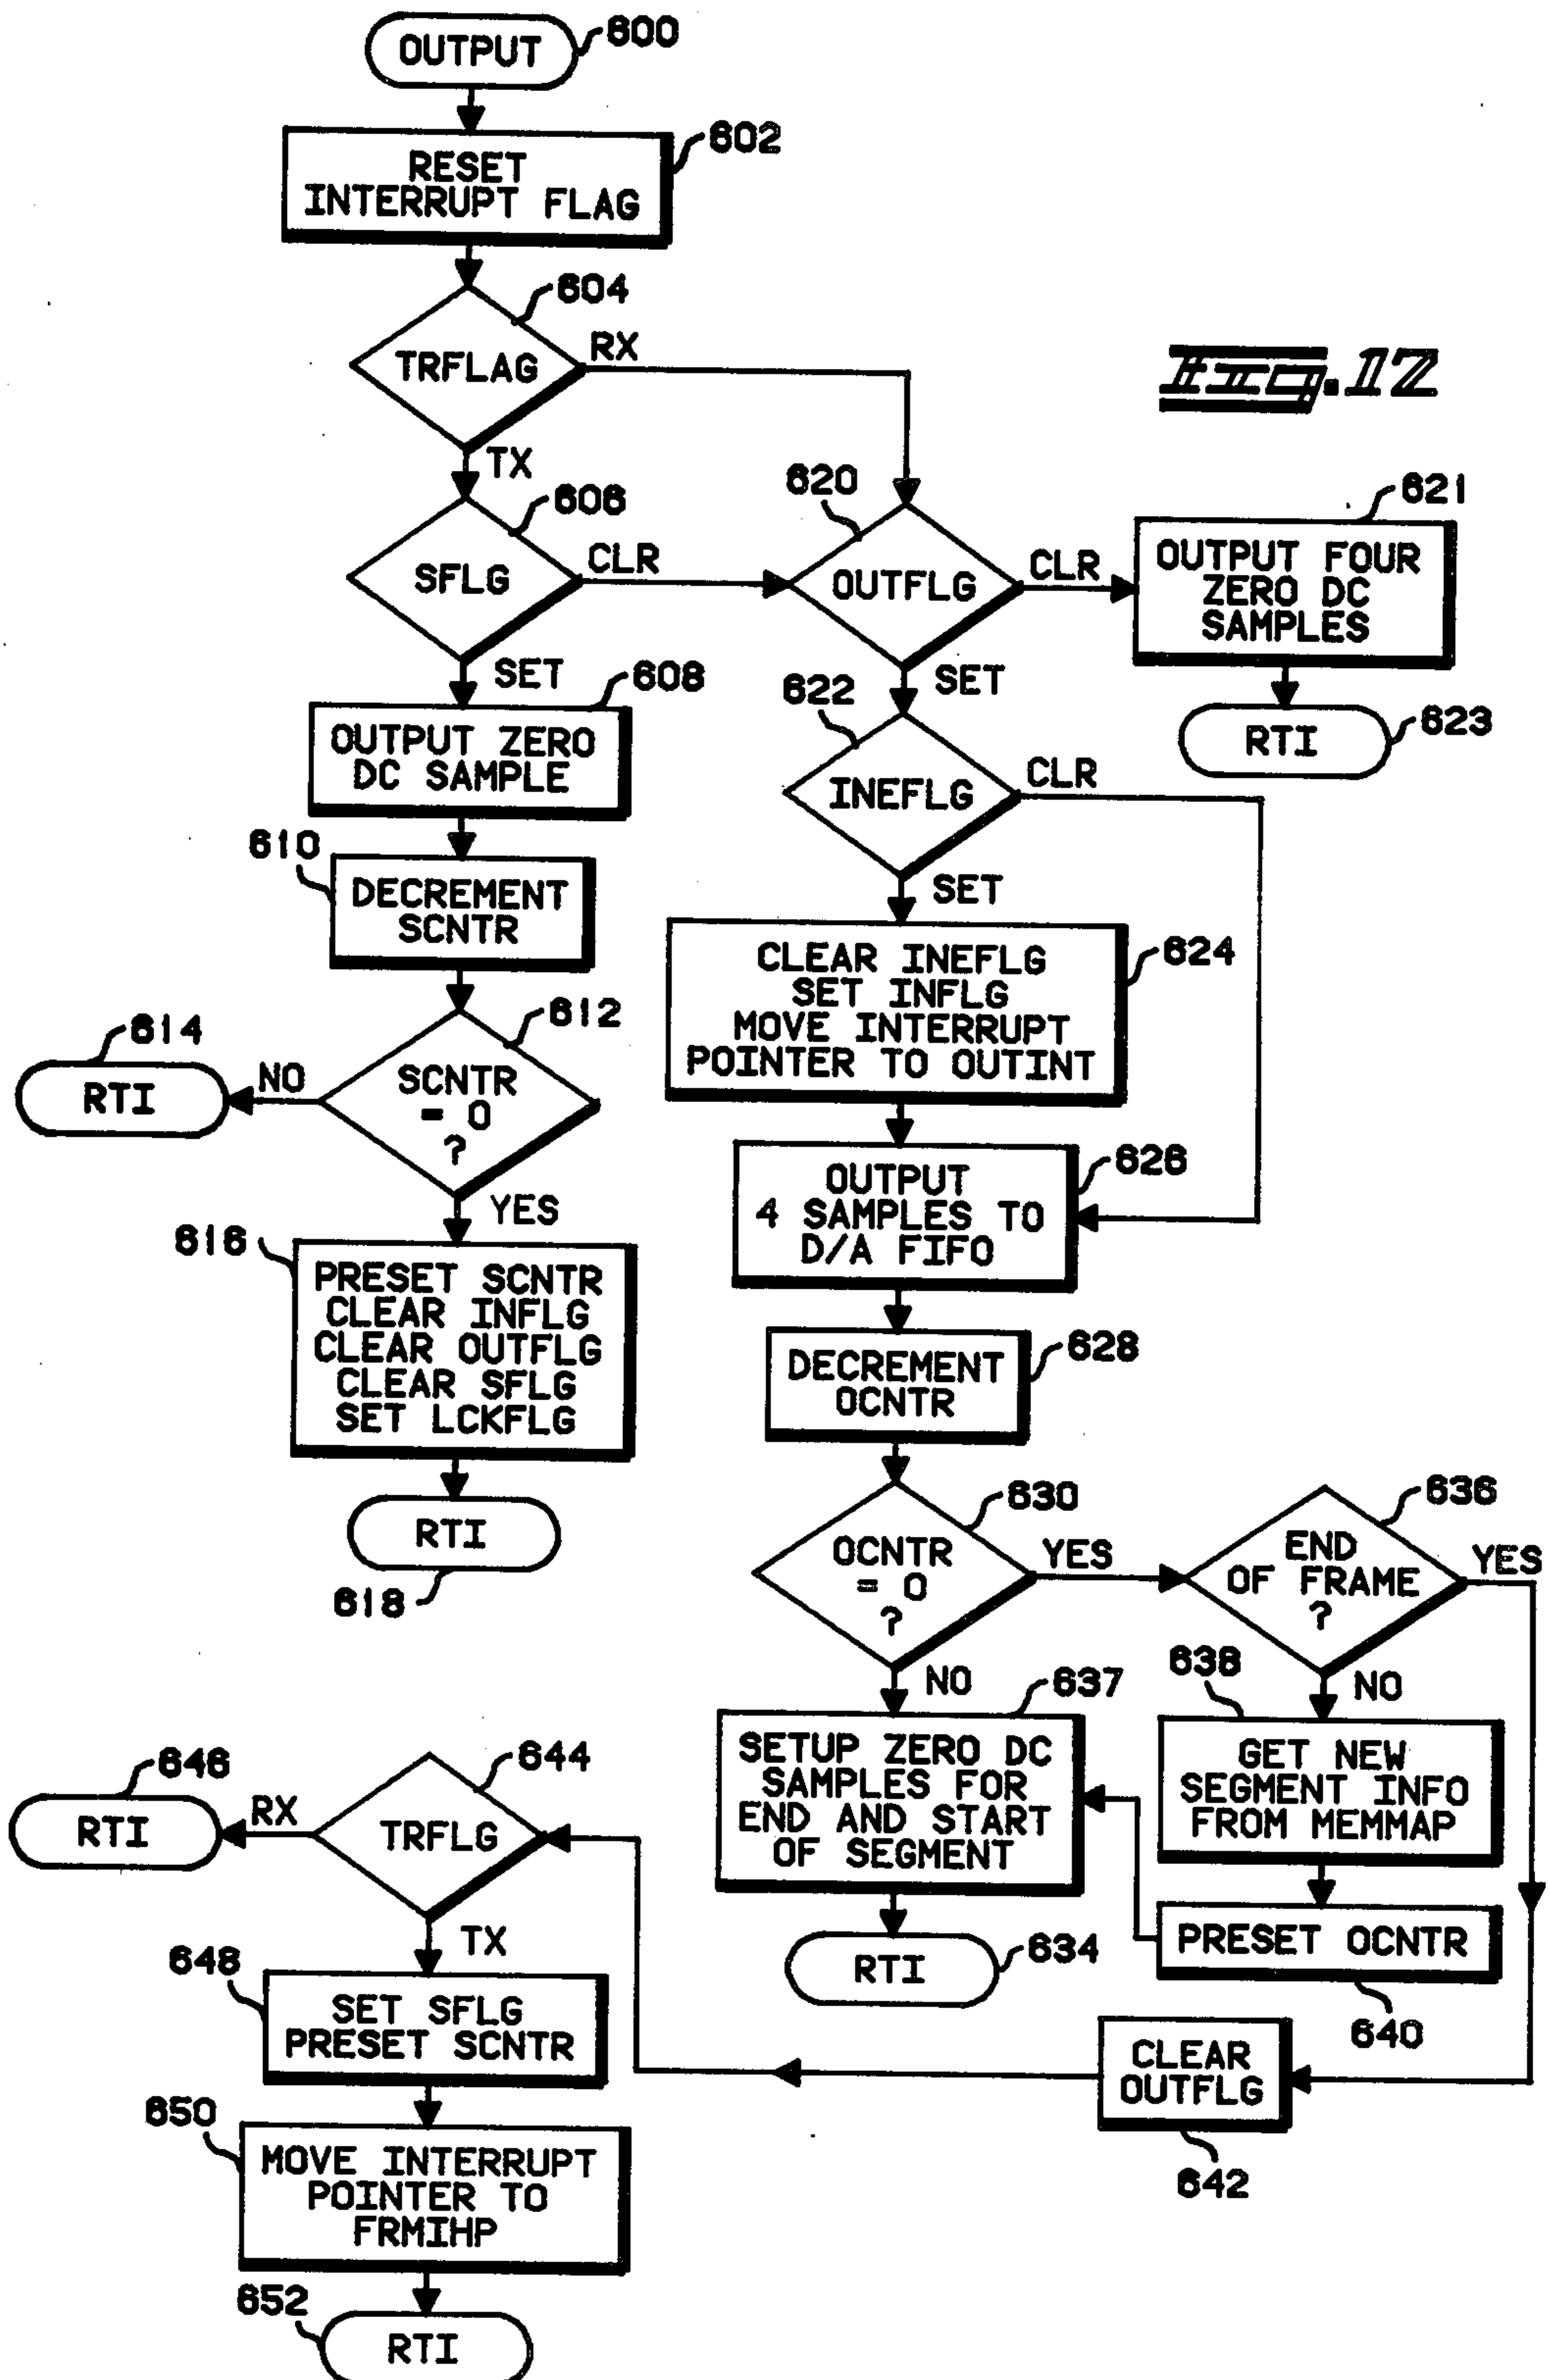 OUTPUT
600
RESET
INTERRUPT FLAG
602
604
TRFLAG
RX
TX
Fig. 12
606
SFLG
CLR
SET
620
OUTFLG
CLR
SET
621
OUTPUT FOUR
ZERO DC
SAMPLES
RTI
623
608
OUTPUT ZERO
DC SAMPLE
610
DECREMENT
SCNTR
612
SCNTR
= 0
?
NO
614
RTI
YES
616
PRESET SCNTR
CLEAR INFLG
CLEAR OUTFLG
CLEAR SFLG
SET LCKFLG
RTI
618
622
INEFLG
CLR
SET
624
CLEAR INEFLG
SET INFLG
MOVE INTERRUPT
POINTER TO OUTINT
626
OUTPUT
4 SAMPLES TO
D/A FIFO
628
DECREMENT
OCNTR
630
OCNTR
= 0
?
YES
NO
636
END
OF FRAME
?
YES
NO
637
SETUP ZERO DC
SAMPLES FOR
END AND START
OF SEGMENT
RTI
634
638
GET NEW
SEGMENT INFO
FROM MEMMAP
PRESET OCNTR
640
CLEAR
OUTFLG
642
644
TRFLG
RX
646
RTI
TX
648
SET SFLG
PRESET SCNTR
650
MOVE INTERRUPT
POINTER TO
FRMIHP
652
RTI